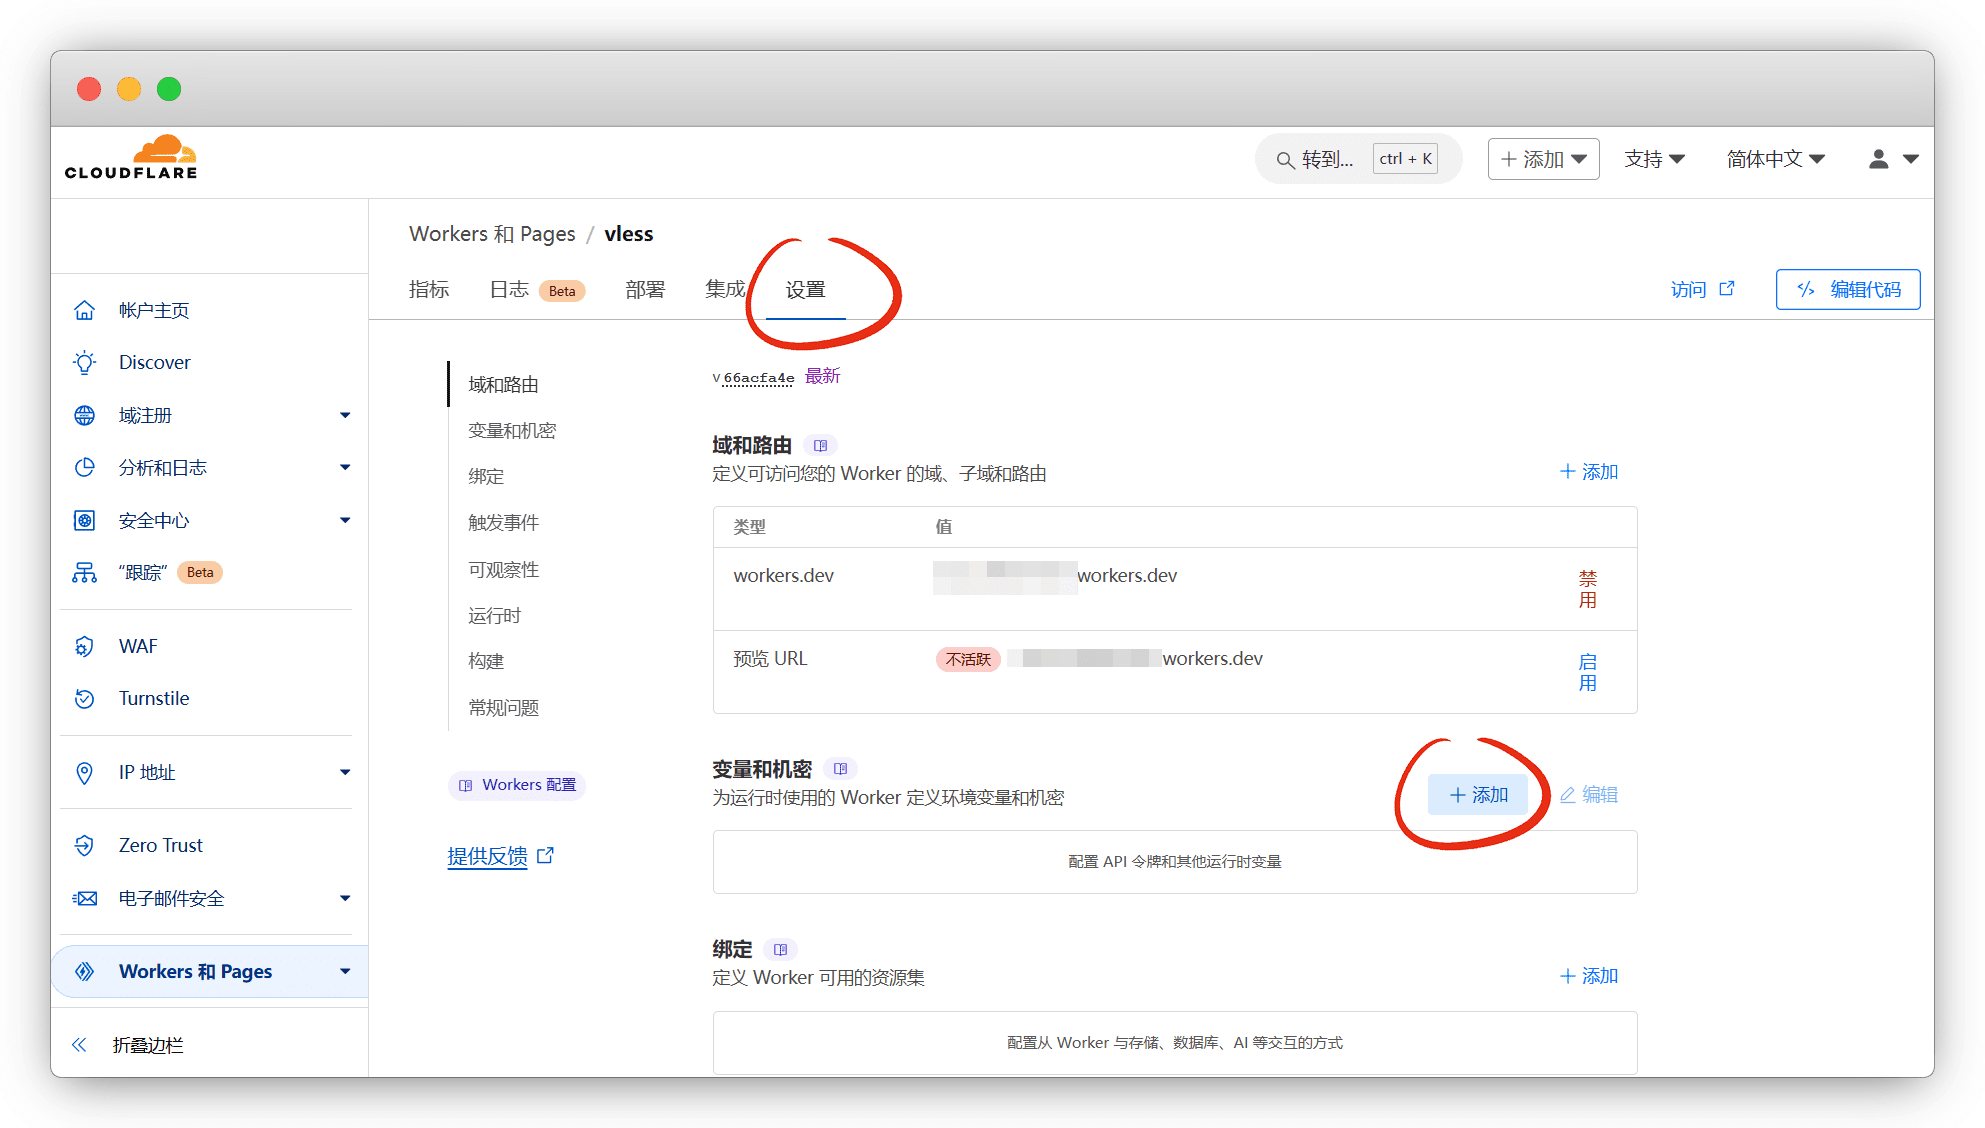 CLOUDFLARE
转到... ctrl + K
添加
支持
简体中文
Workers 和 Pages / vless
指标
日志 Beta
部署
集成
设置
访问
编辑代码
帐户主页
Discover
域注册
分析和日志
安全中心
“跟踪” Beta
WAF
Turnstile
IP 地址
Zero Trust
电子邮件安全
Workers 和 Pages
折叠边栏
域和路由
变量和机密
绑定
触发事件
可观察性
运行时
构建
常规问题
Workers 配置
提供反馈
v 66acfa4e 最新
域和路由
定义可访问您的 Worker 的域、子域和路由
添加
类型 值
workers.dev workers.dev 禁用
预览 URL 不活跃 workers.dev 启用
变量和机密
为运行时使用的 Worker 定义环境变量和机密
添加 编辑
配置 API 令牌和其他运行时变量
绑定
定义 Worker 可用的资源集
添加
配置从 Worker 与存储、数据库、AI 等交互的方式